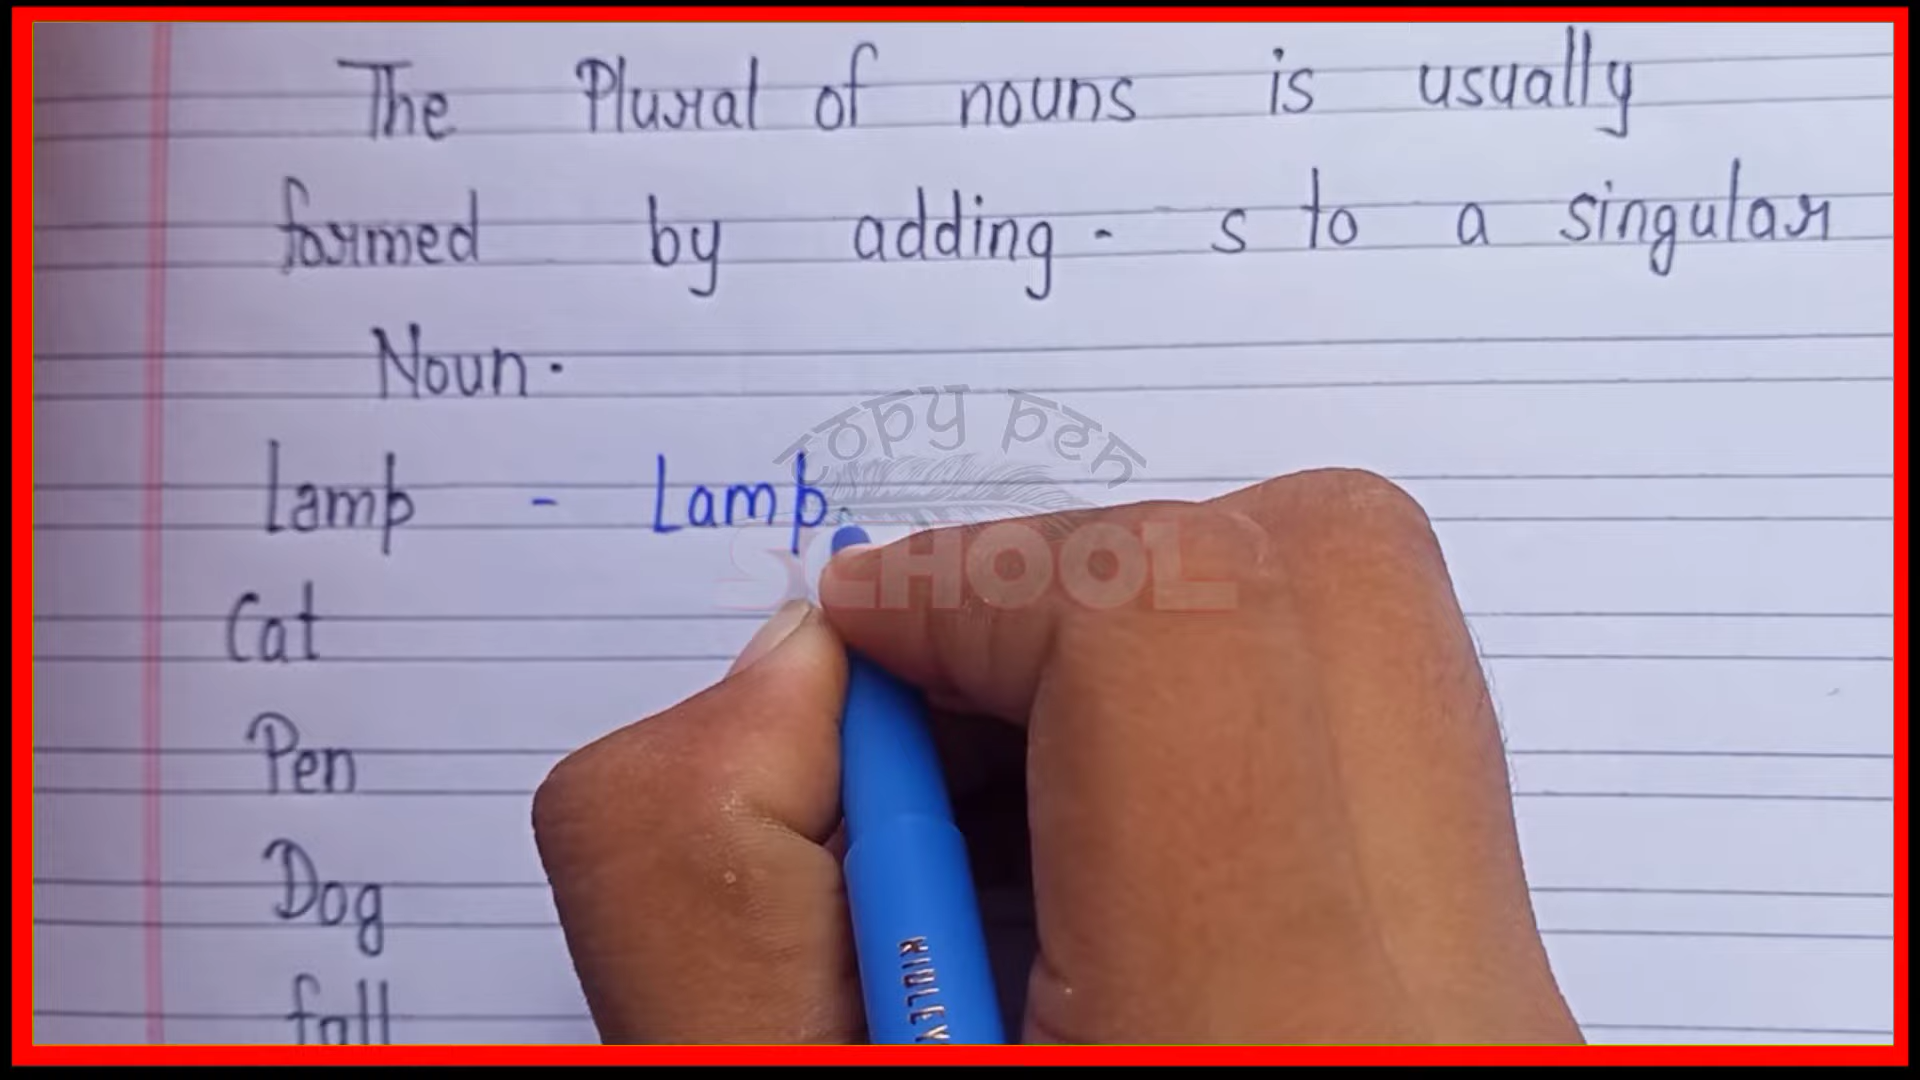 The Plural of nouns is usually
formed by adding - s to a singular
Noun.
Lamp - Lamp
Cat
Pen
Dog
copy pen
SCHOOL